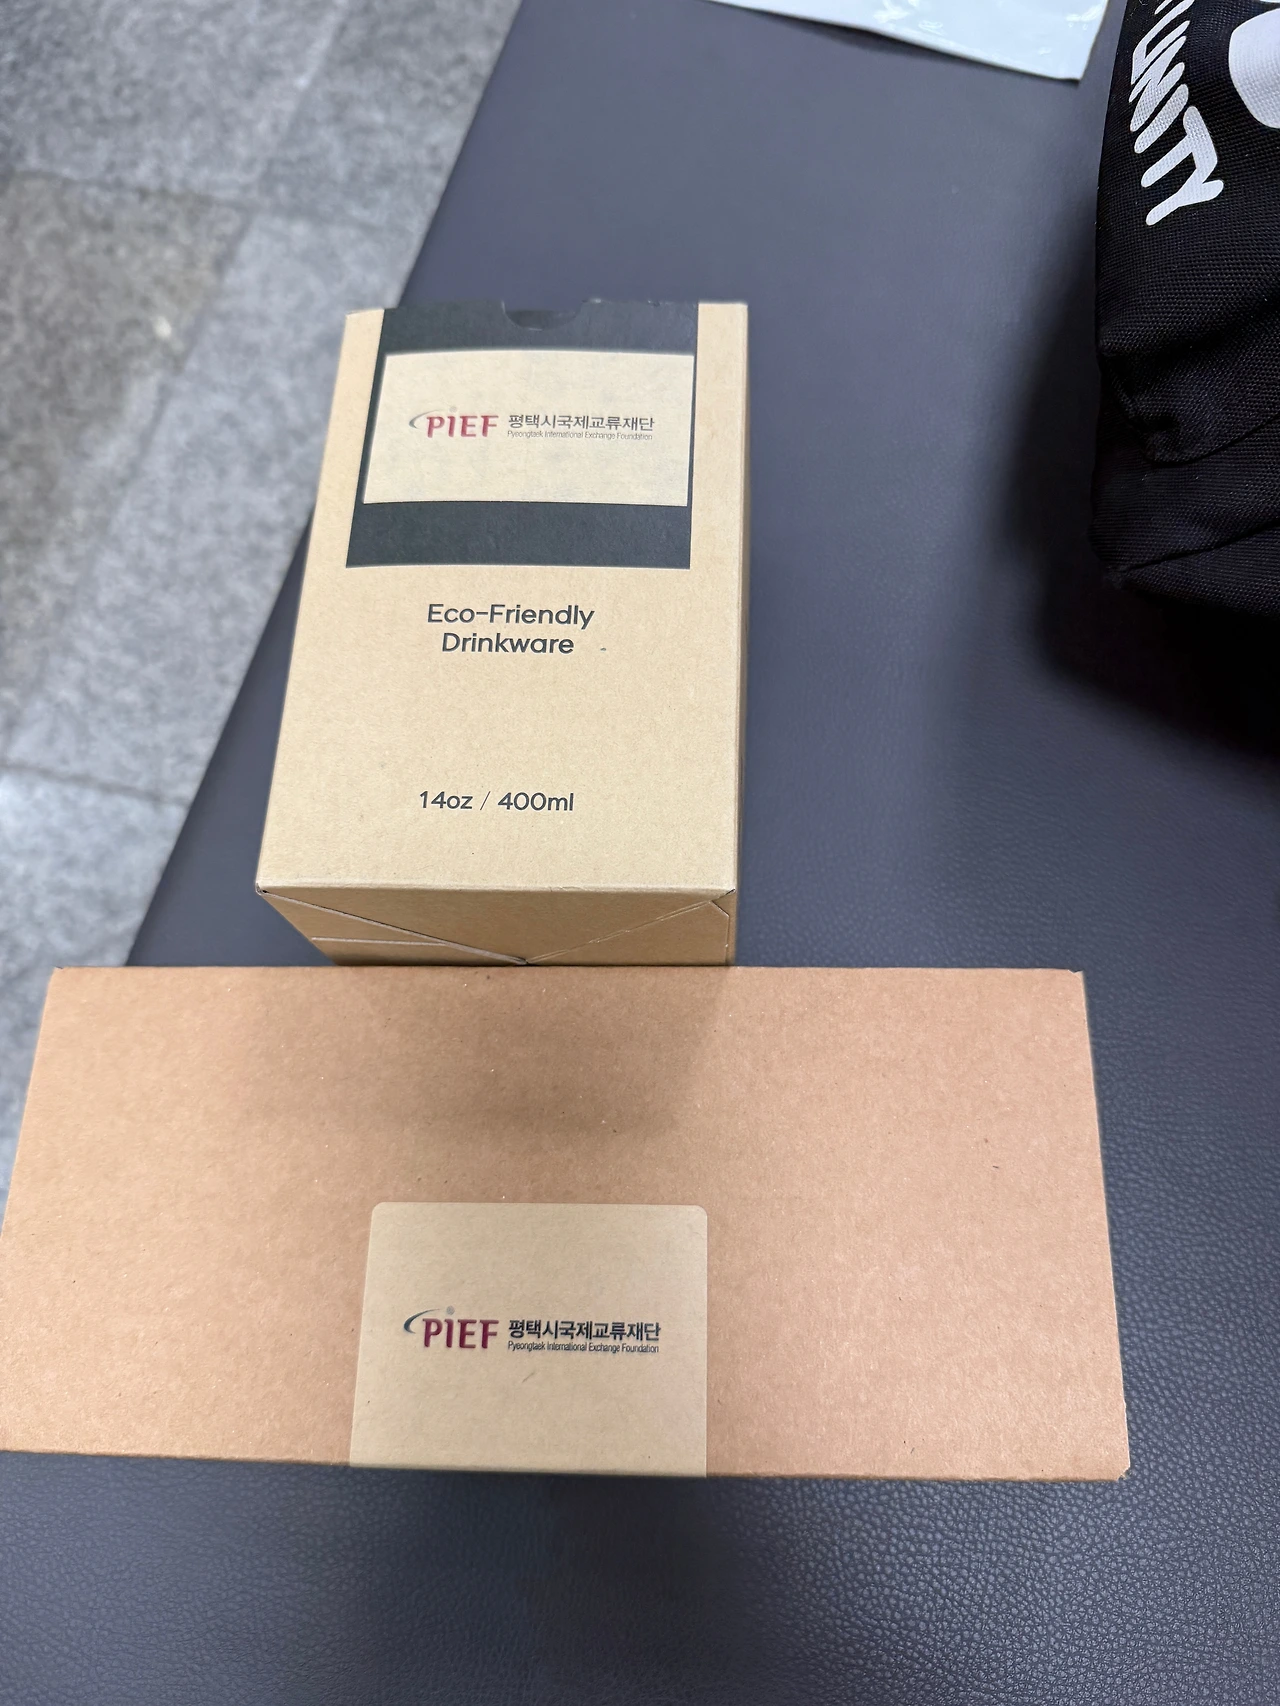 PIEF 평택시국제교류재단
Pyeongtaek International Exchange Foundation
Eco-Friendly
Drinkware
14oz / 400ml
PIEF 평택시국제교류재단
Pyeongtaek International Exchange Foundation